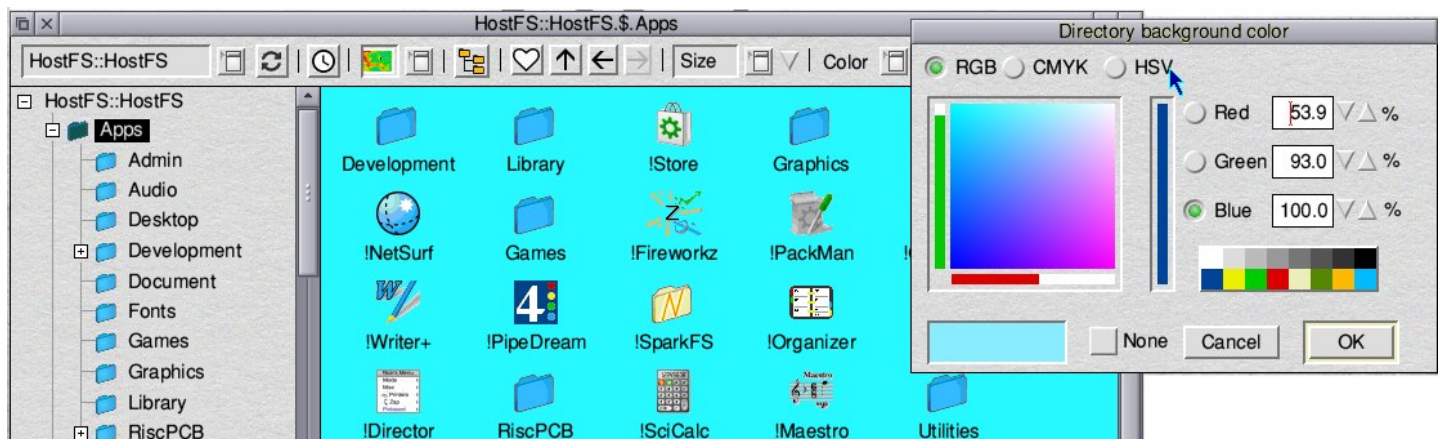 HostFS::HostFS.$.Apps
HostFS::HostFS
Size
Color
HostFS::HostFS
Apps
Admin
Audio
Desktop
Development
Document
Fonts
Games
Graphics
Library
RiscPCB
Development Library !Store Graphics
!NetSurf Games !Fireworkz !PackMan
!Writer+ !PipeDream !SparkFS !Organizer
!Director RiscPCB !SciCalc !Maestro Utilities
Directory background color
RGB CMYK HSV
Red 53.9 %
Green 93.0 %
Blue 100.0 %
None Cancel OK